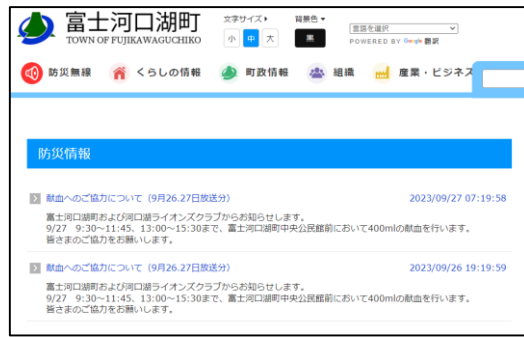 富士河口湖町
TOWN OF FUJIKAWAGUCHIKO
文字サイズ
小 中 大
背景色
黒
言語を選択
POWERED BY Google 翻訳
防災無線 くらしの情報 町政情報 組織 産業・ビジネス
防災情報
献血へのご協力について（9月26.27日放送分） 2023/09/27 07:19:58
富士河口湖町および河口湖ライオンズクラブからお知らせします。
9/27 9:30～11:45、13:00～15:30まで、富士河口湖町中央公民館前において400mlの献血を行います。
皆さまのご協力をお願いします。
献血へのご協力について（9月26.27日放送分） 2023/09/26 19:19:59
富士河口湖町および河口湖ライオンズクラブからお知らせします。
9/27 9:30～11:45、13:00～15:30まで、富士河口湖町中央公民館前において400mlの献血を行います。
皆さまのご協力をお願いします。